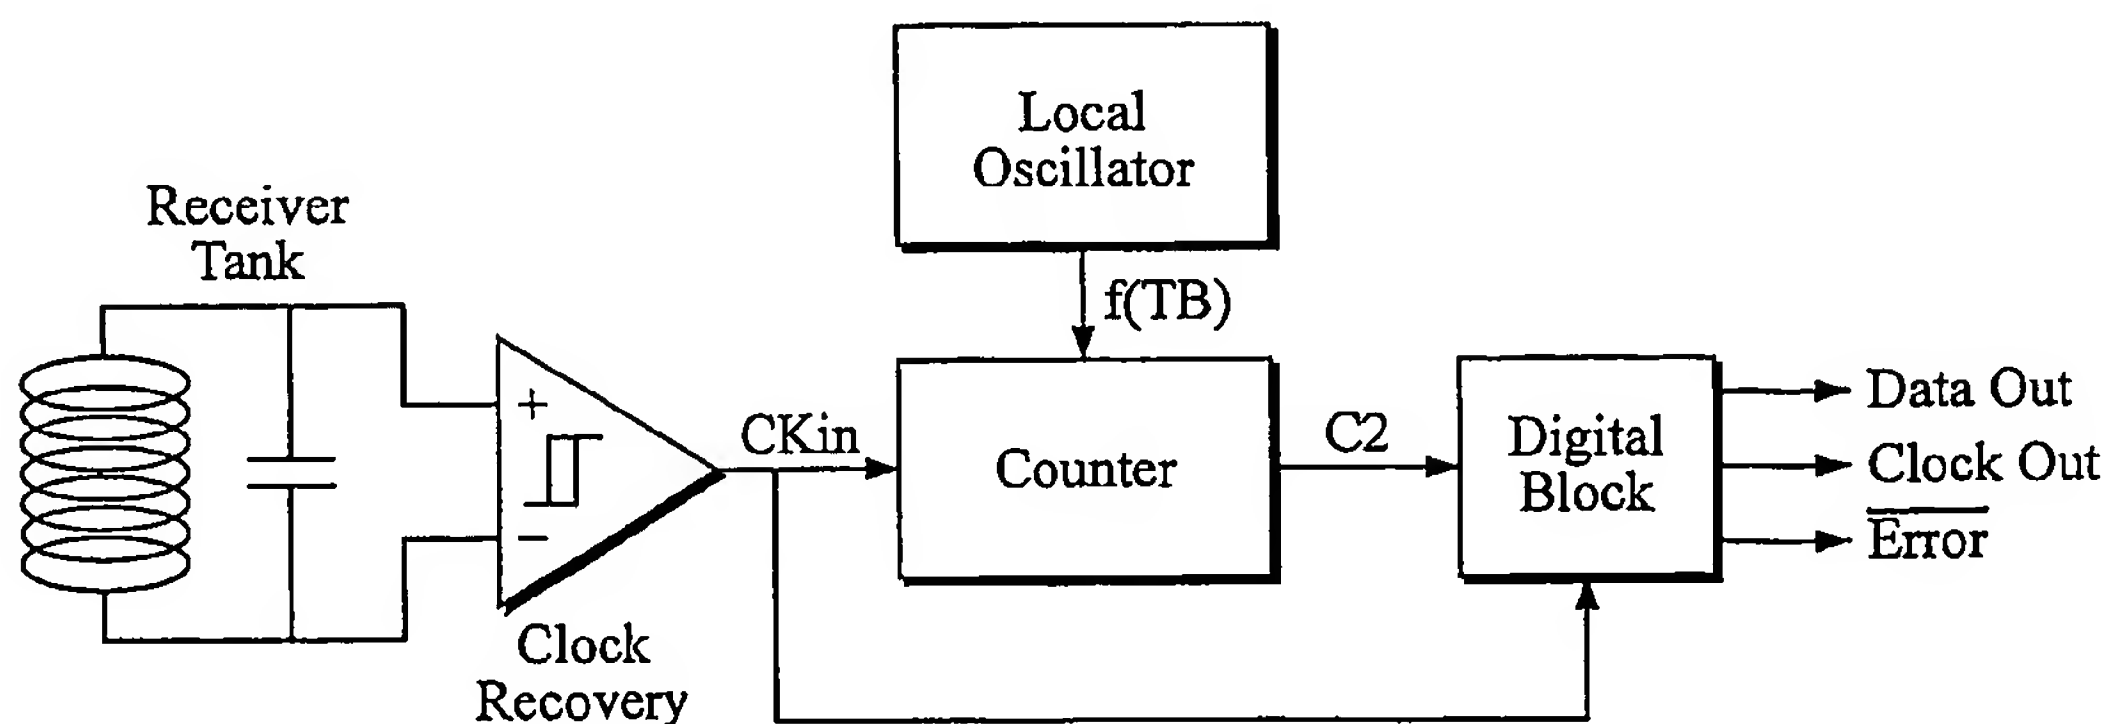 Local
Oscillator
Receiver
Tank
f(TB)
+
−
CKin
Counter
C2
Digital
Block
Data Out
Clock Out
Error
Clock
Recovery